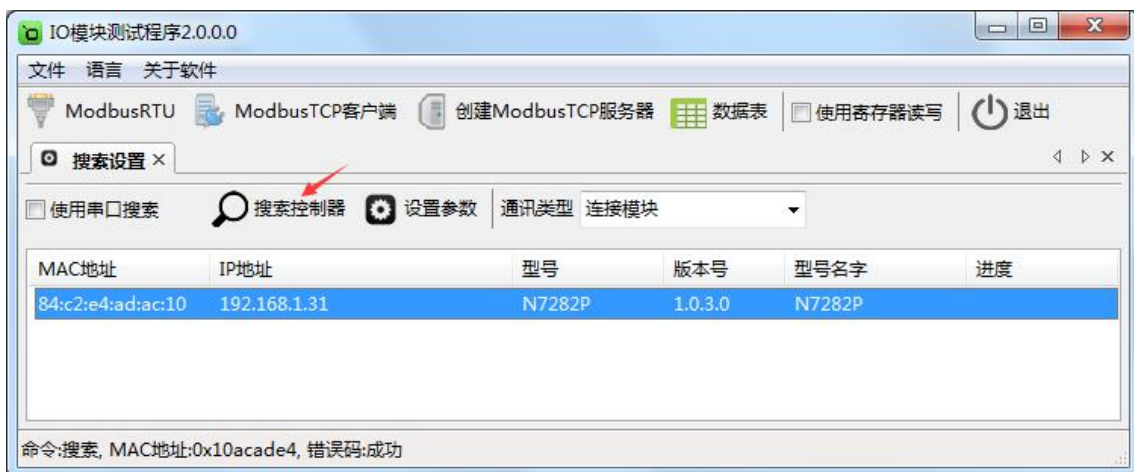 IO模块测试程序2.0.0.0
文件 语言 关于软件
ModbusRTU ModbusTCP客户端 创建ModbusTCP服务器 数据表 使用寄存器读写 退出
搜索设置
使用串口搜索 搜索控制器 设置参数 通讯类型 连接模块
MAC地址 IP地址 型号 版本号 型号名字 进度
84:c2:e4:ad:ac:10 192.168.1.31 N7282P 1.0.3.0 N7282P
命令:搜索, MAC地址:0x10acade4, 错误码:成功